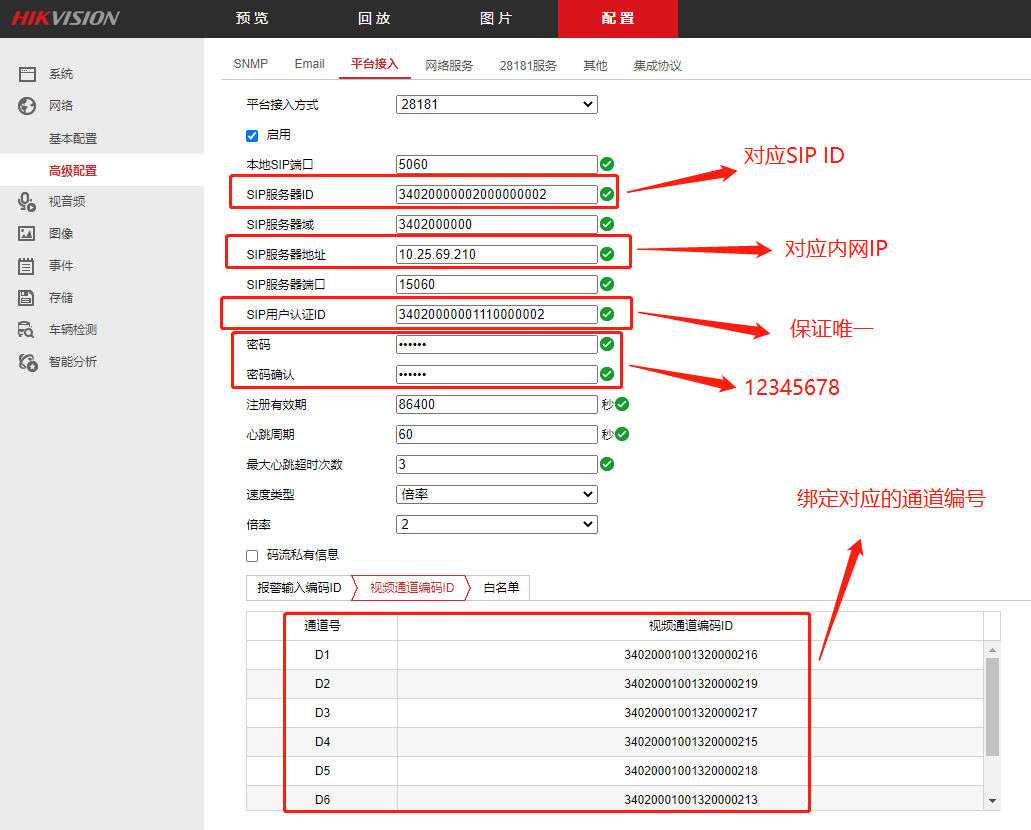 HIKVISION
预览 回放 图片 配置
系统
网络
基本配置
高级配置
视音频
图像
事件
存储
车辆检测
智能分析
SNMP Email 平台接入 网络服务 28181服务 其他 集成协议
平台接入方式 28181
启用
本地SIP端口 5060
对应SIP ID
SIP服务器ID 34020000002000000002
SIP服务器域 3402000000
SIP服务器地址 10.25.69.210
对应内网IP
SIP服务器端口 15060
SIP用户认证ID 34020000001110000002
保证唯一
密码 ••••••
密码确认 ••••••
12345678
注册有效期 86400 秒
心跳周期 60 秒
最大心跳超时次数 3
速度类型 倍率
绑定对应的通道编号
倍率 2
码流私有信息
报警输入编码ID 视频通道编码ID 白名单
通道号 视频通道编码ID
D1 34020001001320000216
D2 34020001001320000219
D3 34020001001320000217
D4 34020001001320000215
D5 34020001001320000218
D6 34020001001320000213